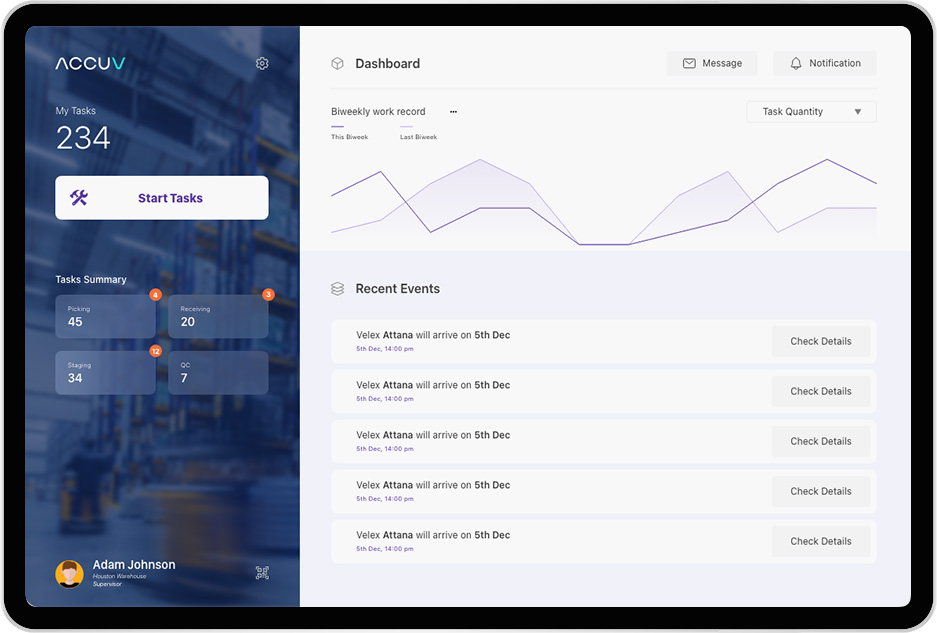 ACCUV
My Tasks
234
Start Tasks
Tasks Summary
4
3
Picking
45
Receiving
20
12
Staging
34
QC
7
Adam Johnson
Houston Warehouse
Supervisor
Dashboard
Message
Notification
Biweekly work record
Task Quantity
This Biweek
Last Biweek
Recent Events
Velex Attana will arrive on 5th Dec
5th Dec, 14:00 pm
Check Details
Velex Attana will arrive on 5th Dec
5th Dec, 14:00 pm
Check Details
Velex Attana will arrive on 5th Dec
5th Dec, 14:00 pm
Check Details
Velex Attana will arrive on 5th Dec
5th Dec, 14:00 pm
Check Details
Velex Attana will arrive on 5th Dec
5th Dec, 14:00 pm
Check Details